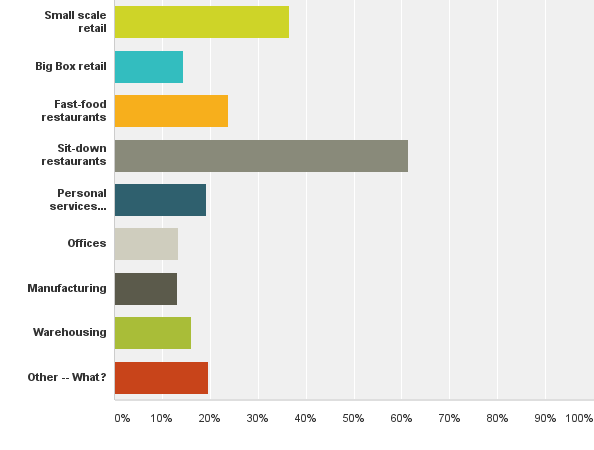 Small scale
retail
Big Box retail
Fast-food
restaurants
Sit-down
restaurants
Personal
services...
Offices
Manufacturing
Warehousing
Other -- What?
0% 10% 20% 30% 40% 50% 60% 70% 80% 90% 100%